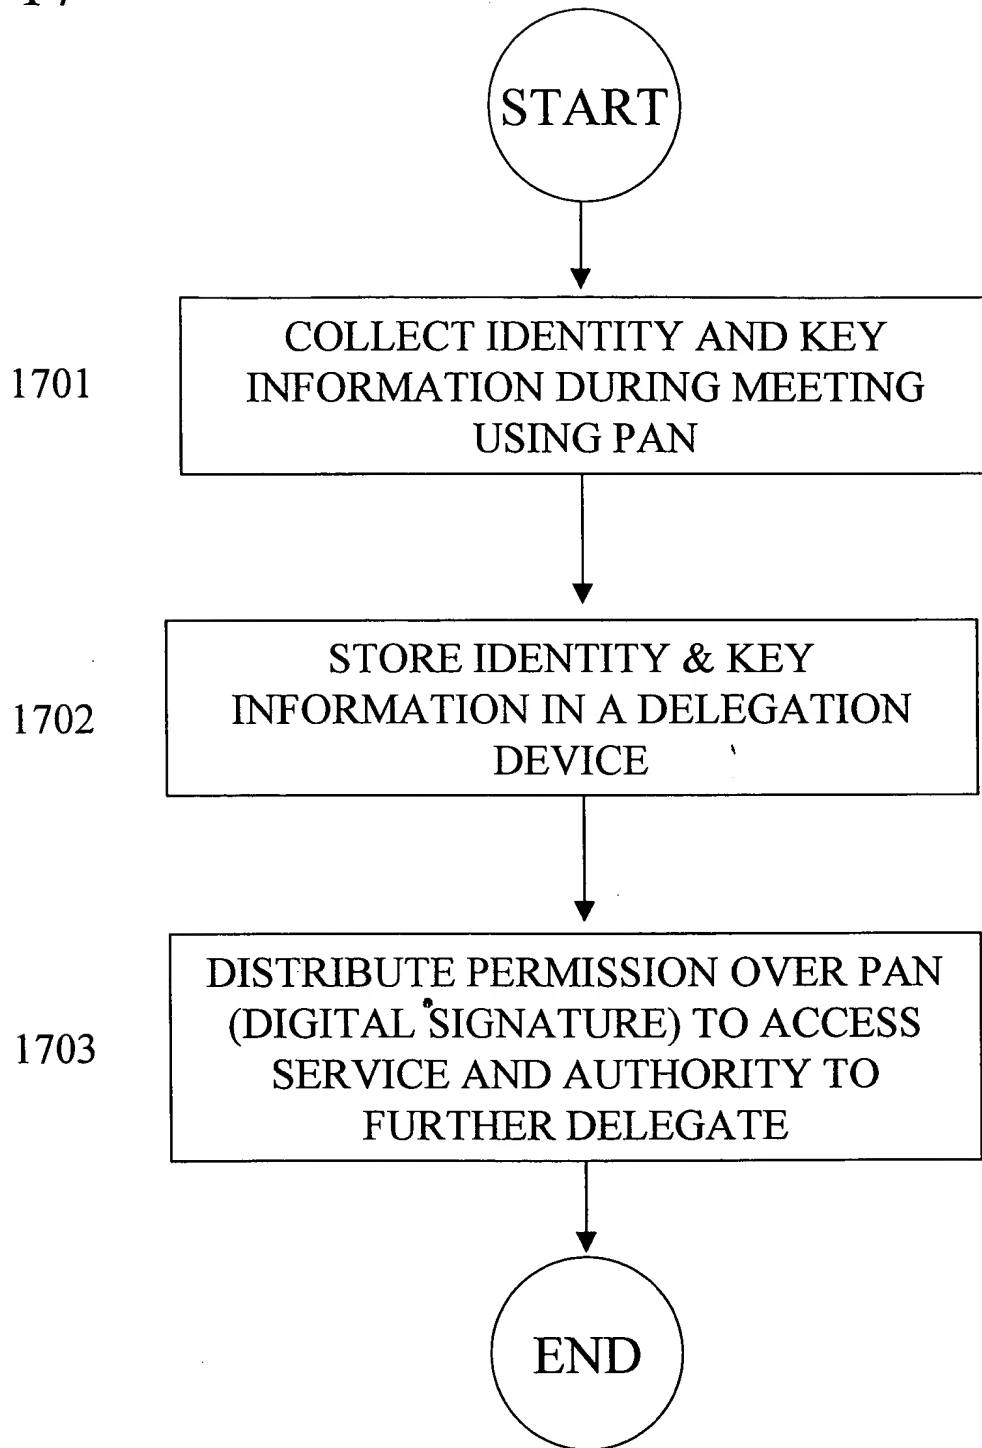 START
1701
COLLECT IDENTITY AND KEY
INFORMATION DURING MEETING
USING PAN
1702
STORE IDENTITY & KEY
INFORMATION IN A DELEGATION
DEVICE
1703
DISTRIBUTE PERMISSION OVER PAN
(DIGITAL SIGNATURE) TO ACCESS
SERVICE AND AUTHORITY TO
FURTHER DELEGATE
END